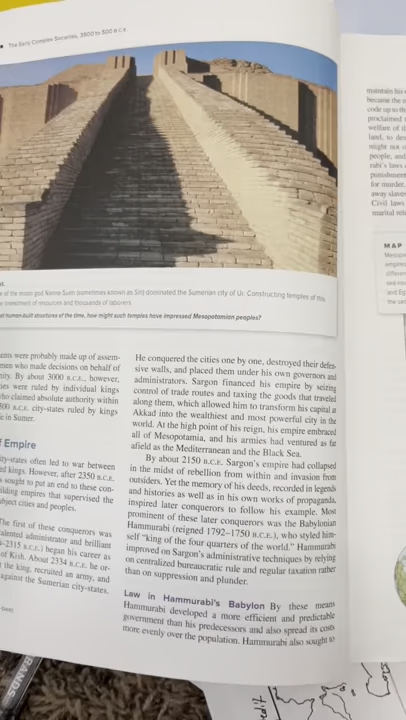 The Early Complex Societies, 3500 to 500 B.C.E.
of the moon god Nanna-Suen (sometimes known as Sin) dominated the Sumerian city of Ur. Constructing temples of this
investment of resources and thousands of laborers.
human-built structures of the time, how might such temples have impressed Mesopotamian peoples?
ents were probably made up of assem-
men who made decisions on behalf of
ity. By about 3000 B.C.E., however,
ies were ruled by individual kings
ho claimed absolute authority within
500 B.C.E. city-states ruled by kings
e in Sumer.
f Empire
ity-states often led to war between
ed kings. However, after 2350 B.C.E.
s sought to put an end to these con-
ilding empires that supervised the
bject cities and peoples.
The first of these conquerors was
talented administrator and brilliant
-2315 B.C.E.) began his career as
of Kish. About 2334 B.C.E. he or-
the king, recruited an army, and
against the Sumerian city-states.
He conquered the cities one by one, destroyed their defen-
sive walls, and placed them under his own governors and
administrators. Sargon financed his empire by seizing
control of trade routes and taxing the goods that traveled
along them, which allowed him to transform his capital at
Akkad into the wealthiest and most powerful city in the
world. At the high point of his reign, his empire embraced
all of Mesopotamia, and his armies had ventured as far
afield as the Mediterranean and the Black Sea.
By about 2150 B.C.E. Sargon's empire had collapsed
in the midst of rebellion from within and invasion from
outsiders. Yet the memory of his deeds, recorded in legends
and histories as well as in his own works of propaganda,
inspired later conquerors to follow his example. Most
prominent of these later conquerors was the Babylonian
Hammurabi (reigned 1792–1750 B.C.E.), who styled him-
self "king of the four quarters of the world." Hammurabi
improved on Sargon's administrative techniques by relying
on centralized bureaucratic rule and regular taxation rather
than on suppression and plunder.
Law in Hammurabi's Babylon By these means
Hammurabi developed a more efficient and predictable
government than his predecessors and also spread its costs
more evenly over the population. Hammurabi also sought to
maintain his
became the
code up to th
proclaimed
welfare of th
land, to des
might not
people, and
rabi's laws
punishment
for murder,
away slaves
Civil laws
marital rela
MAP
Mesopo
empires
differen
and Eg